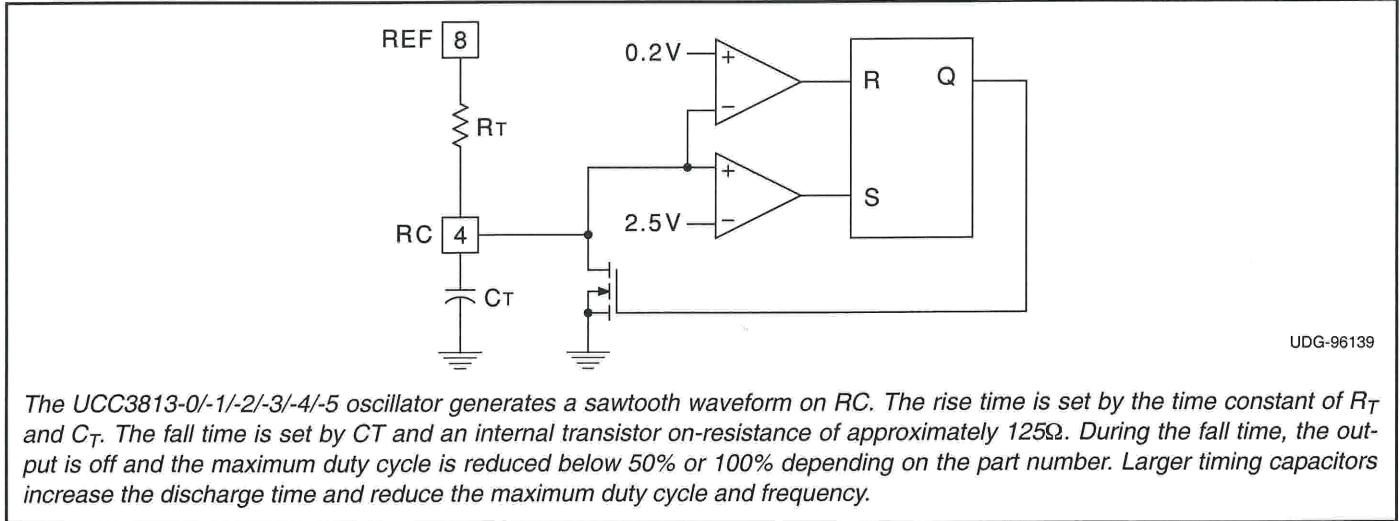 REF 8
0.2V
+
−
R
Q
RT
+
−
2.5V
S
RC 4
CT
UDG-96139
The UCC3813-0/-1/-2/-3/-4/-5 oscillator generates a sawtooth waveform on RC. The rise time is set by the time constant of RT
and CT. The fall time is set by CT and an internal transistor on-resistance of approximately 125Ω. During the fall time, the out-
put is off and the maximum duty cycle is reduced below 50% or 100% depending on the part number. Larger timing capacitors
increase the discharge time and reduce the maximum duty cycle and frequency.